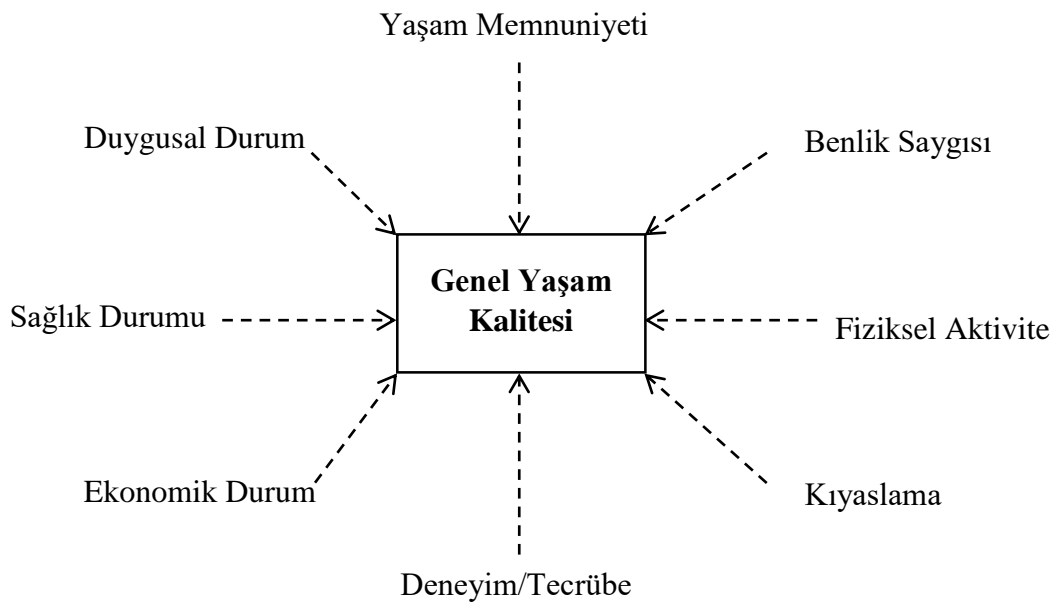 Yaşam Memnuniyeti
Duygusal Durum
Benlik Saygısı
Genel Yaşam
Kalitesi
Sağlık Durumu
Fiziksel Aktivite
Ekonomik Durum
Kıyaslama
Deneyim/Tecrübe